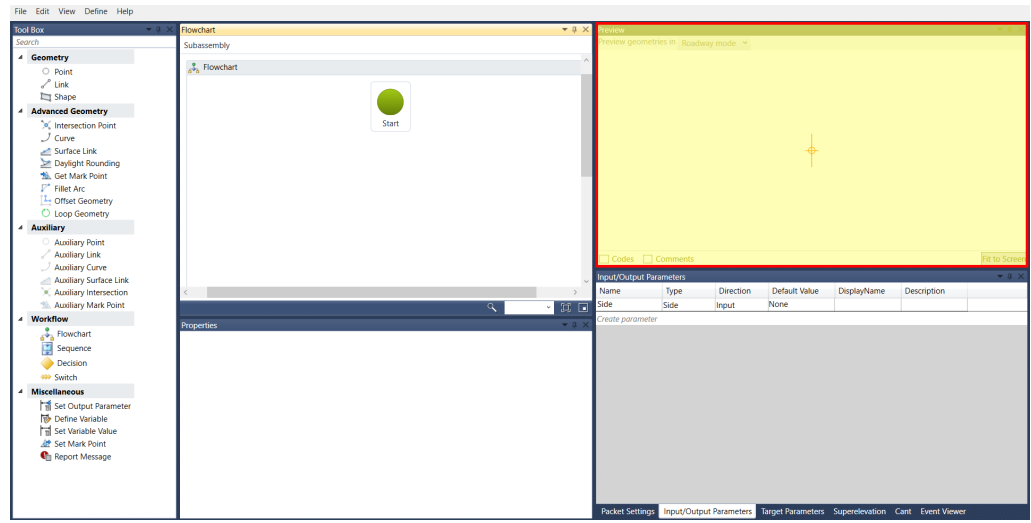 File Edit View Define Help
Tool Box
Search
Geometry
Point
Link
Shape
Advanced Geometry
Intersection Point
Curve
Surface Link
Daylight Rounding
Get Mark Point
Fillet Arc
Offset Geometry
Loop Geometry
Auxiliary
Auxiliary Point
Auxiliary Link
Auxiliary Curve
Auxiliary Surface Link
Auxiliary Intersection
Auxiliary Mark Point
Workflow
Flowchart
Sequence
Decision
Switch
Miscellaneous
Set Output Parameter
Define Variable
Set Variable Value
Set Mark Point
Report Message
Flowchart
Subassembly
Flowchart
Start
Properties
Preview
Preview geometries in Roadway mode
Codes Comments Fit to Screen
Input/Output Parameters
Name Type Direction Default Value DisplayName Description
Side Side Input None
Create parameter
Packet Settings Input/Output Parameters Target Parameters Superelevation Cant Event Viewer